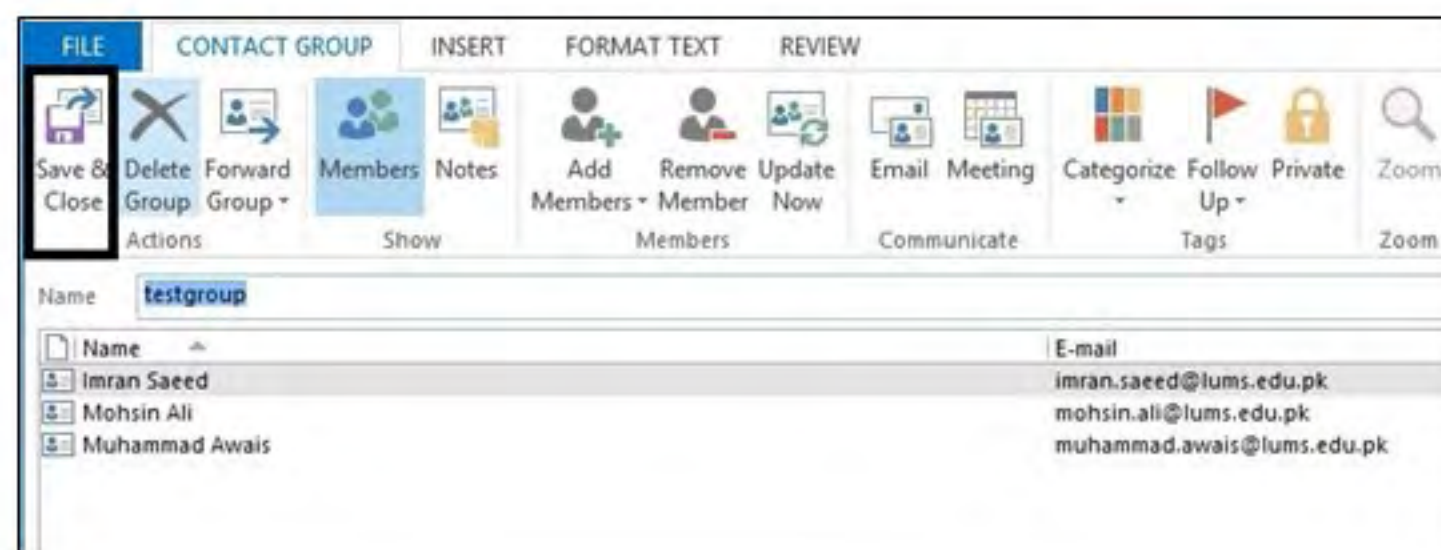 FILE CONTACT GROUP INSERT FORMAT TEXT REVIEW
Save & Delete Forward Members Notes Add Remove Update Email Meeting Categorize Follow Private Zoom
Close Group Group Members Member Now Up
Actions Show Members Communicate Tags Zoom
Name testgroup
Name E-mail
Imran Saeed imran.saeed@lums.edu.pk
Mohsin Ali mohsin.ali@lums.edu.pk
Muhammad Awais muhammad.awais@lums.edu.pk